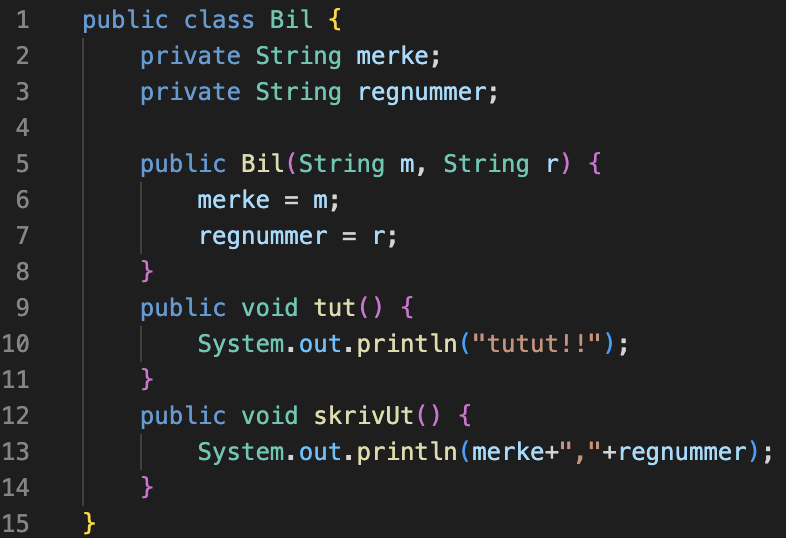 1 public class Bil {
2     private String merke;
3     private String regnummer;
4
5     public Bil(String m, String r) {
6         merke = m;
7         regnummer = r;
8     }
9     public void tut() {
10         System.out.println("tutut!!");
11     }
12     public void skrivUt() {
13         System.out.println(merke+","+regnummer);
14     }
15 }